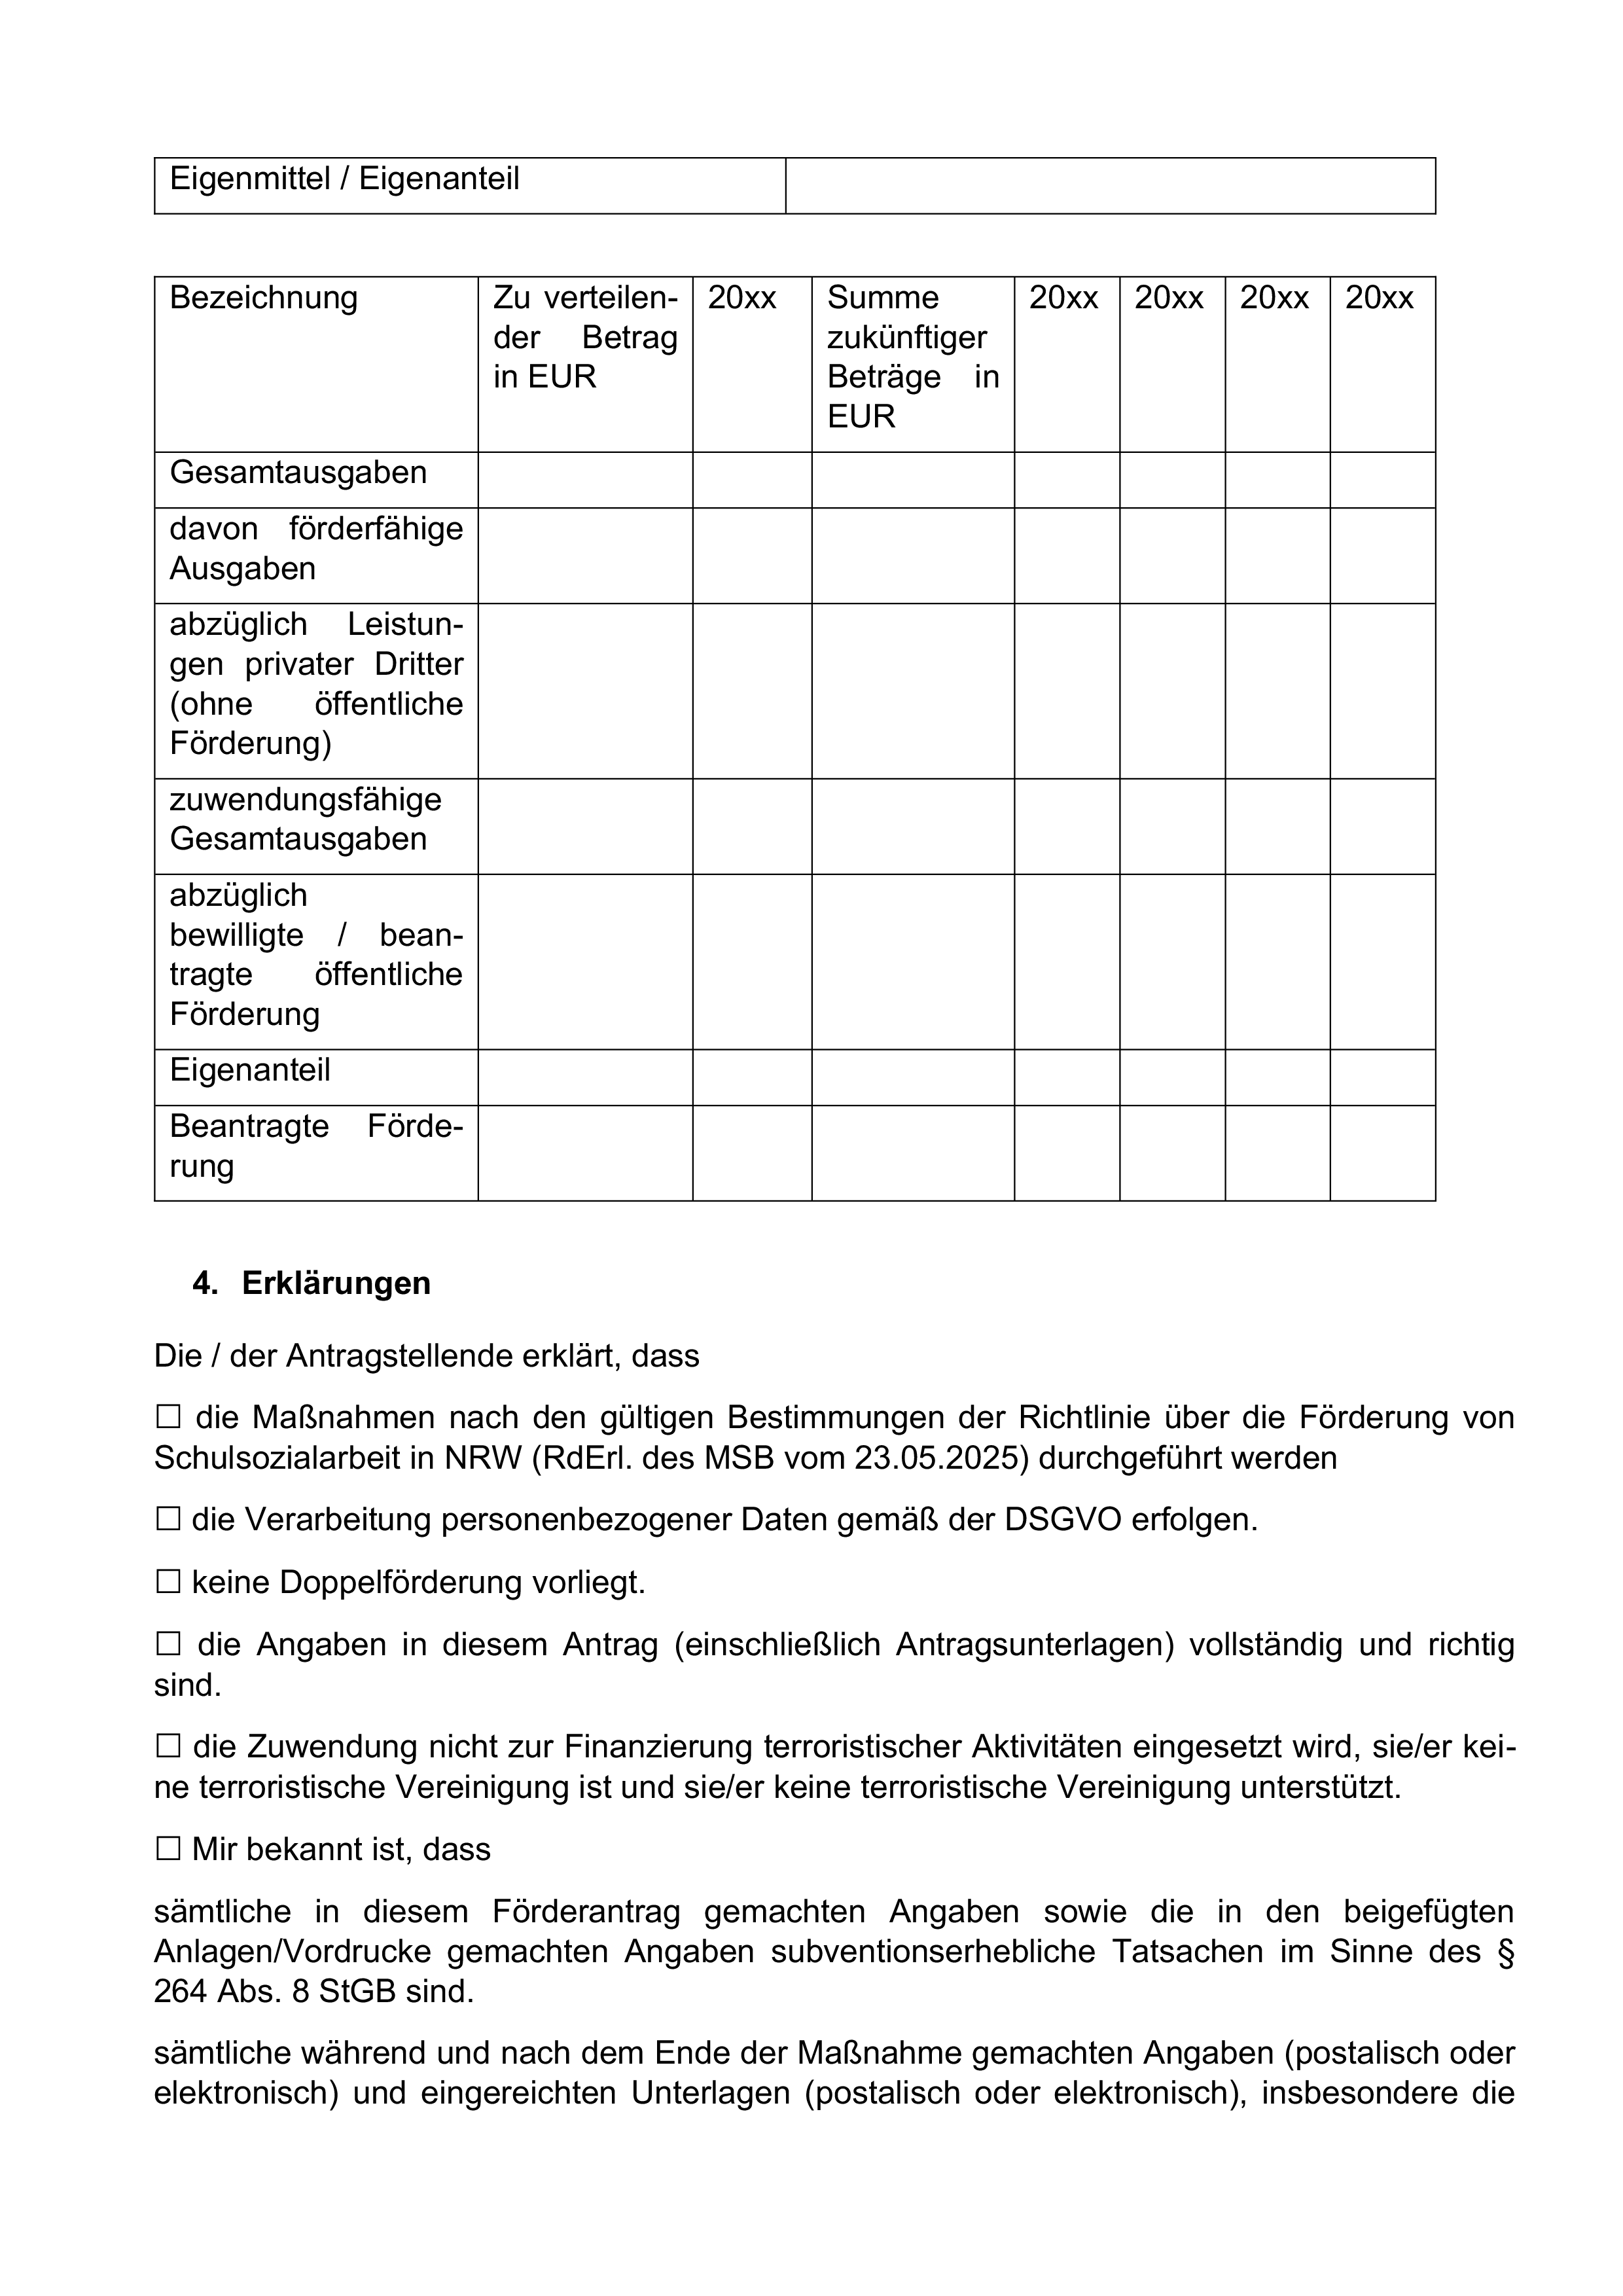 Eigenmittel / Eigenanteil
Bezeichnung
Zu verteilen-
der Betrag
in EUR
20xx
Summe
zukünftiger
Beträge in
EUR
20xx
20xx
20xx
20xx
Gesamtausgaben
davon förderfähige
Ausgaben
abzüglich Leistun-
gen privater Dritter
(ohne öffentliche
Förderung)
zuwendungsfähige
Gesamtausgaben
abzüglich
bewilligte / bean-
tragte öffentliche
Förderung
Eigenanteil
Beantragte Förde-
rung
4. Erklärungen
Die / der Antragstellende erklärt, dass
☐ die Maßnahmen nach den gültigen Bestimmungen der Richtlinie über die Förderung von
Schulsozialarbeit in NRW (RdErl. des MSB vom 23.05.2025) durchgeführt werden
☐ die Verarbeitung personenbezogener Daten gemäß der DSGVO erfolgen.
☐ keine Doppelförderung vorliegt.
☐ die Angaben in diesem Antrag (einschließlich Antragsunterlagen) vollständig und richtig
sind.
☐ die Zuwendung nicht zur Finanzierung terroristischer Aktivitäten eingesetzt wird, sie/er kei-
ne terroristische Vereinigung ist und sie/er keine terroristische Vereinigung unterstützt.
☐ Mir bekannt ist, dass
sämtliche in diesem Förderantrag gemachten Angaben sowie die in den beigefügten
Anlagen/Vordrucke gemachten Angaben subventionserhebliche Tatsachen im Sinne des §
264 Abs. 8 StGB sind.
sämtliche während und nach dem Ende der Maßnahme gemachten Angaben (postalisch oder
elektronisch) und eingereichten Unterlagen (postalisch oder elektronisch), insbesondere die